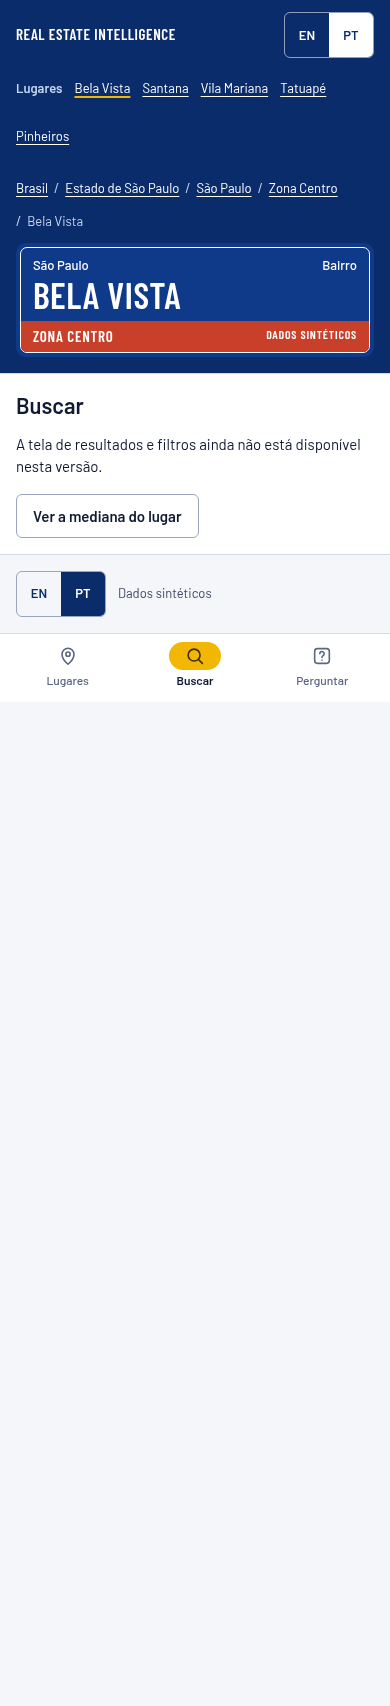 REAL ESTATE INTELLIGENCE EN PT
Lugares Bela Vista Santana Vila Mariana Tatuapé
Pinheiros
Brasil / Estado de São Paulo / São Paulo / Zona Centro
/ Bela Vista
São Paulo Bairro
BELA VISTA
ZONA CENTRO DADOS SINTÉTICOS
Buscar
A tela de resultados e filtros ainda não está disponível
nesta versão.
Ver a mediana do lugar
EN PT Dados sintéticos
Lugares Buscar Perguntar